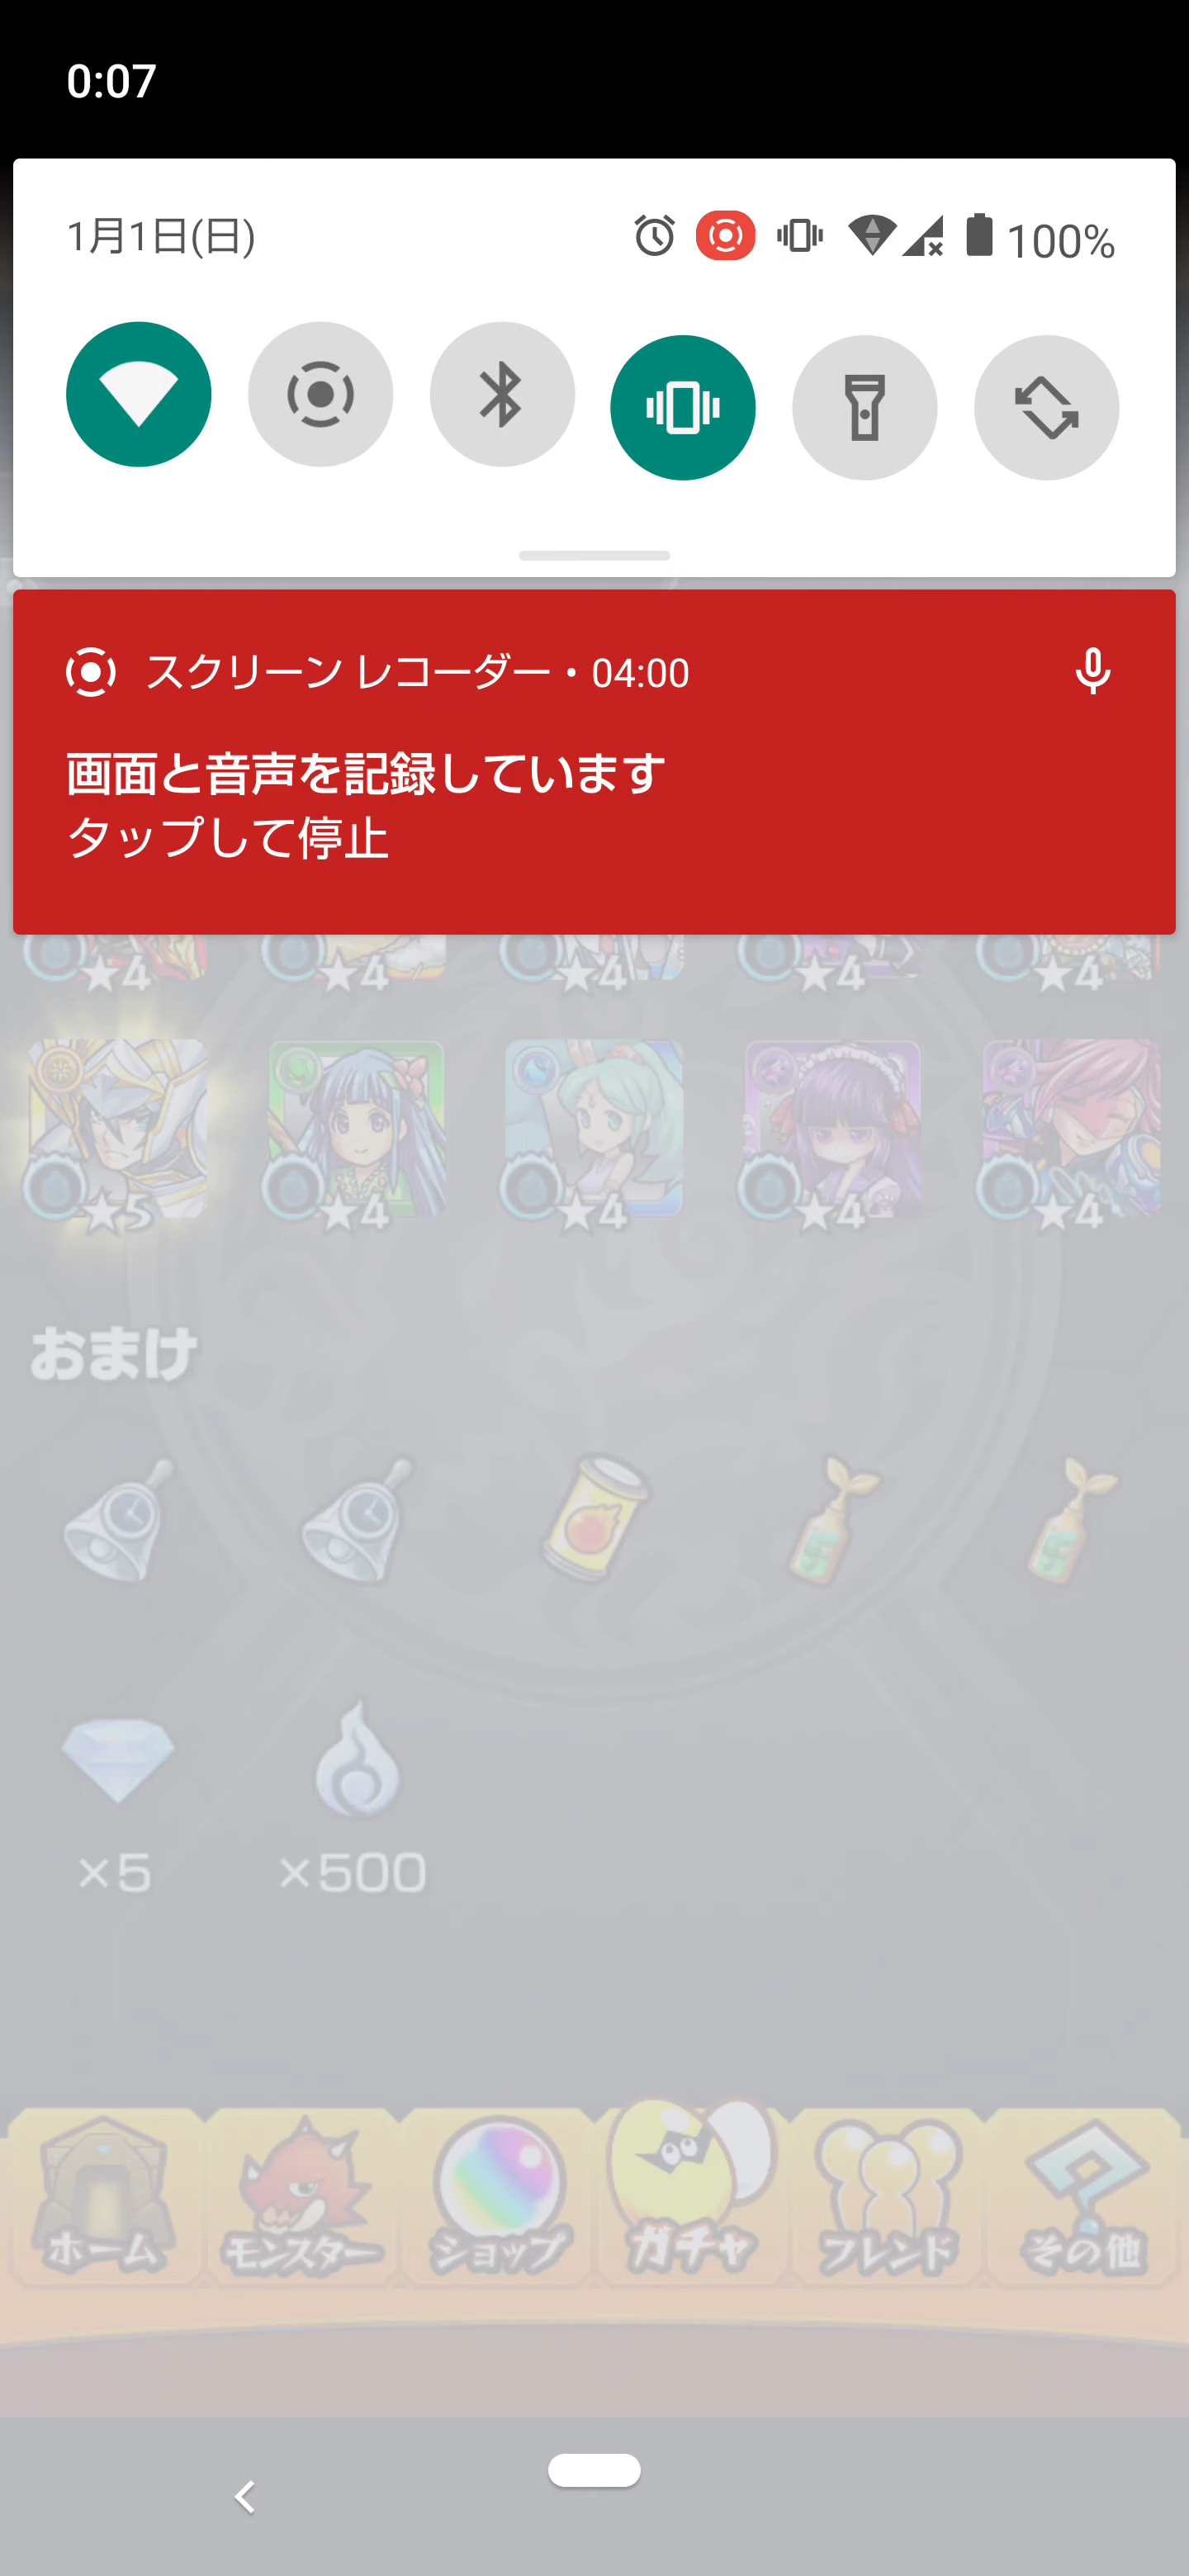 0:07
1月1日(日)
100%
スクリーン レコーダー・04:00
画面と音声を記録しています
タップして停止
★4 ★4 ★4 ★4 ★4
★5 ★4 ★4 ★4 ★4
おまけ
×5 ×500
ホーム モンスター ショップ ガチャ フレンド その他